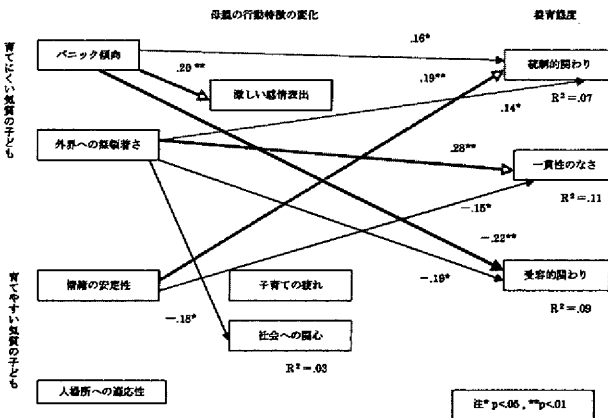 母親の行動特徴の変化
養育態度
育てにくい気質の子ども
パニック傾向
.16*
統制的関わり
.20 **
.19**
激しい感情表出
R²=.07
.14*
外界への無頓着さ
.28**
一貫性のなさ
R²=.11
-.15*
-.22**
育てやすい気質の子ども
情緒の安定性
子育ての疲れ
-.19*
受容的関わり
-.18*
社会への関心
R²=.09
R²=.03
人場所への適応性
注* p<.05 , **p<.01